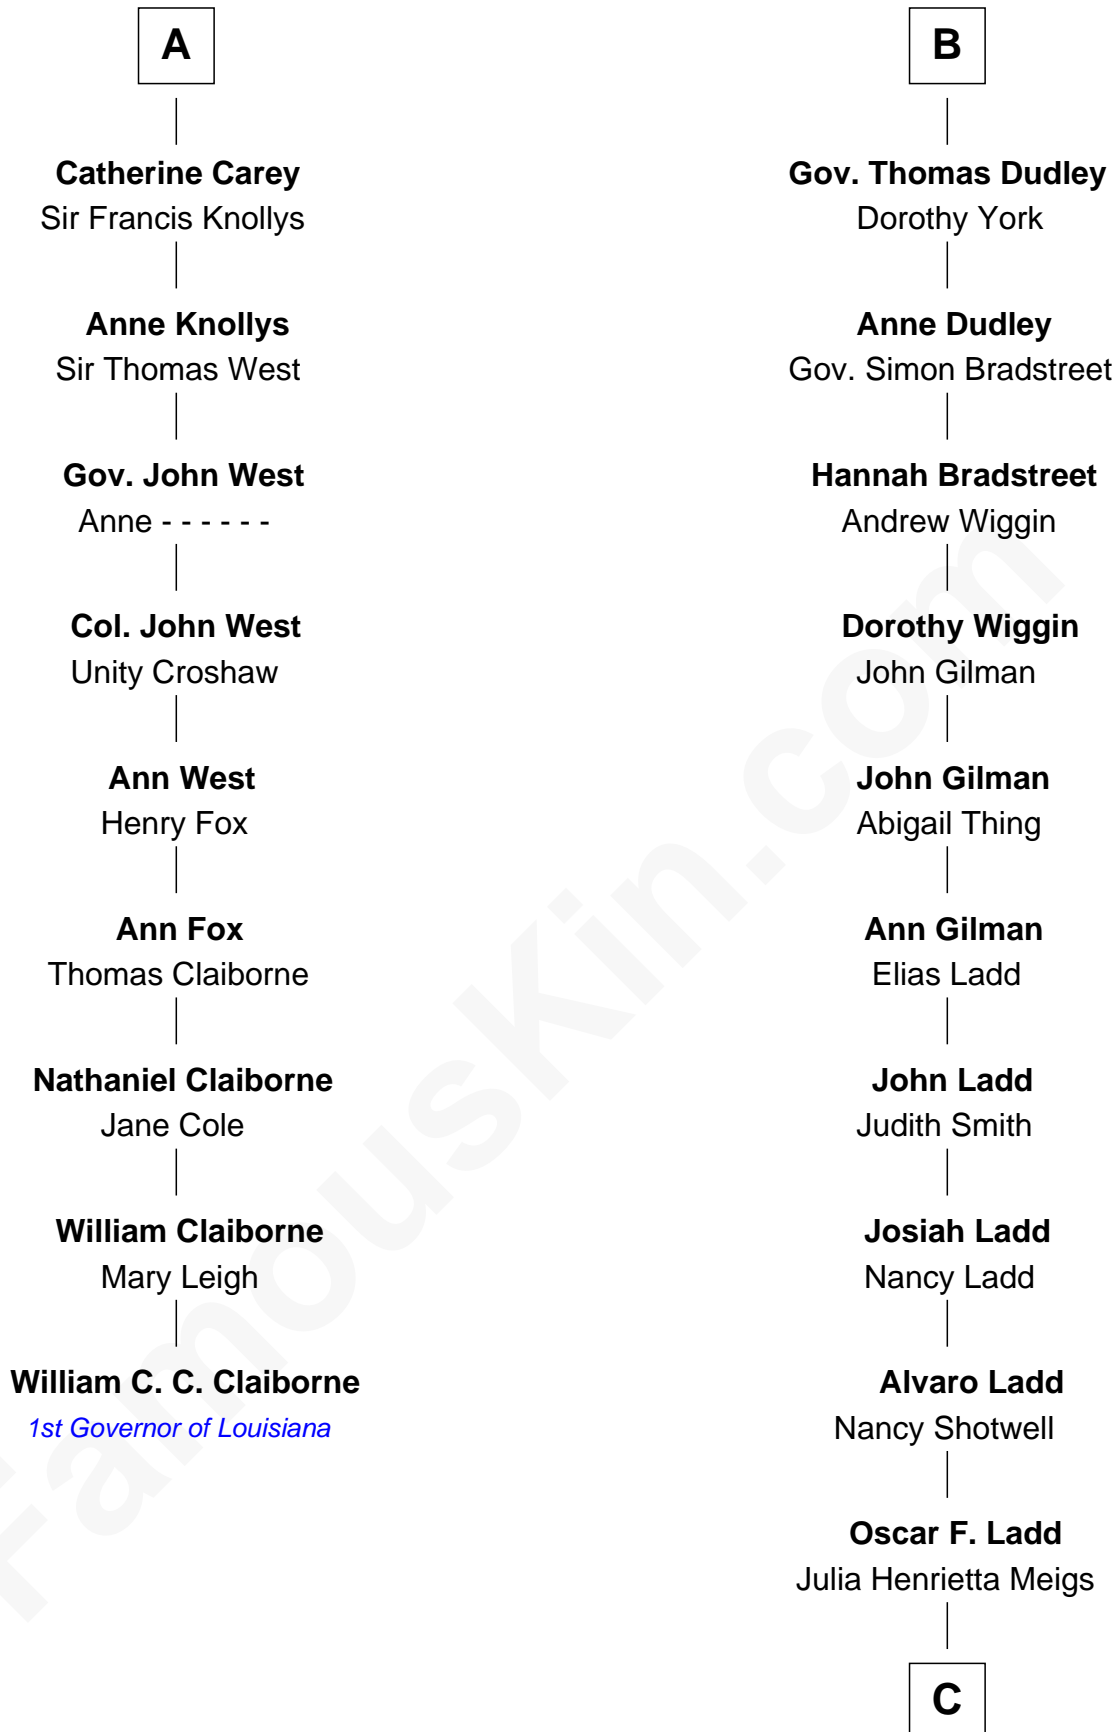 A
Catherine Carey
Sir Francis Knollys
Anne Knollys
Sir Thomas West
Gov. John West
Anne - - - - - -
Col. John West
Unity Croshaw
Ann West
Henry Fox
Ann Fox
Thomas Claiborne
Nathaniel Claiborne
Jane Cole
William Claiborne
Mary Leigh
William C. C. Claiborne
1st Governor of Louisiana
B
Gov. Thomas Dudley
Dorothy York
Anne Dudley
Gov. Simon Bradstreet
Hannah Bradstreet
Andrew Wiggin
Dorothy Wiggin
John Gilman
John Gilman
Abigail Thing
Ann Gilman
Elias Ladd
John Ladd
Judith Smith
Josiah Ladd
Nancy Ladd
Alvaro Ladd
Nancy Shotwell
Oscar F. Ladd
Julia Henrietta Meigs
C
FamousKin.com